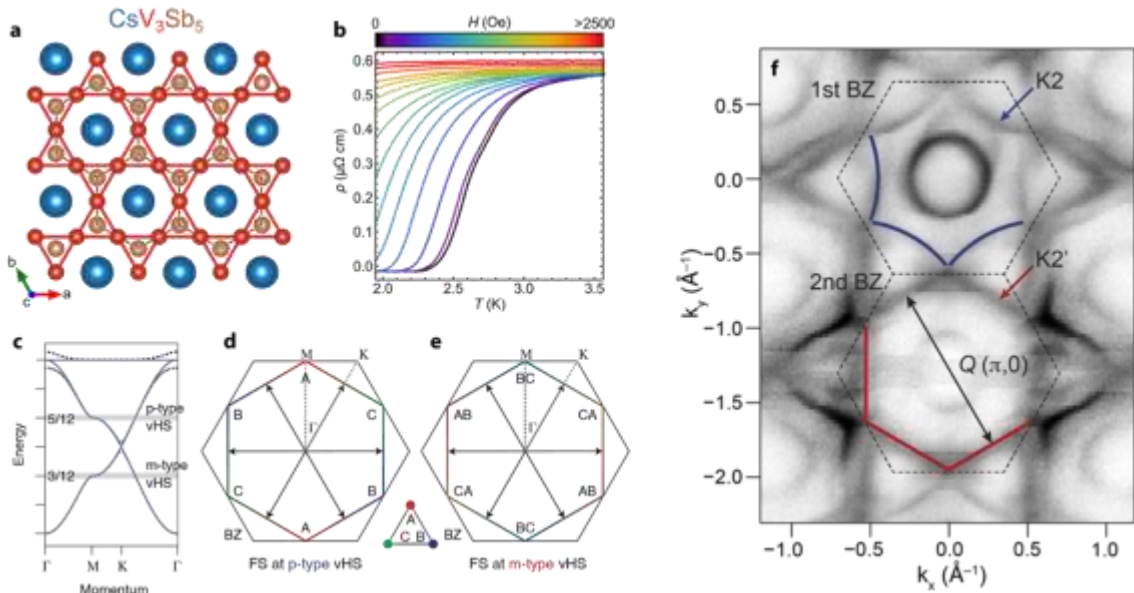 CsV₃Sb₅
a
b
c
a
b
H (Oe)
0
>2500
0.6
0.5
0.4
0.3
0.2
0.1
0.0
ρ (μΩ cm)
2.0
2.5
3.0
3.5
T (K)
c
Energy
5/12
3/12
p-type
vHS
m-type
vHS
Γ
M
K
Γ
Momentum
d
M
K
A
B
C
Γ
C
B
A
BZ
FS at p-type vHS
A
C B
e
M
K
BC
AB
CA
Γ
CA
AB
BC
BZ
FS at m-type vHS
f
1st BZ
K2
2nd BZ
K2'
Q (π,0)
0.5
0.0
−0.5
−1.0
−1.5
−2.0
k_y (Å⁻¹)
−1.0
−0.5
0.0
0.5
k_x (Å⁻¹)